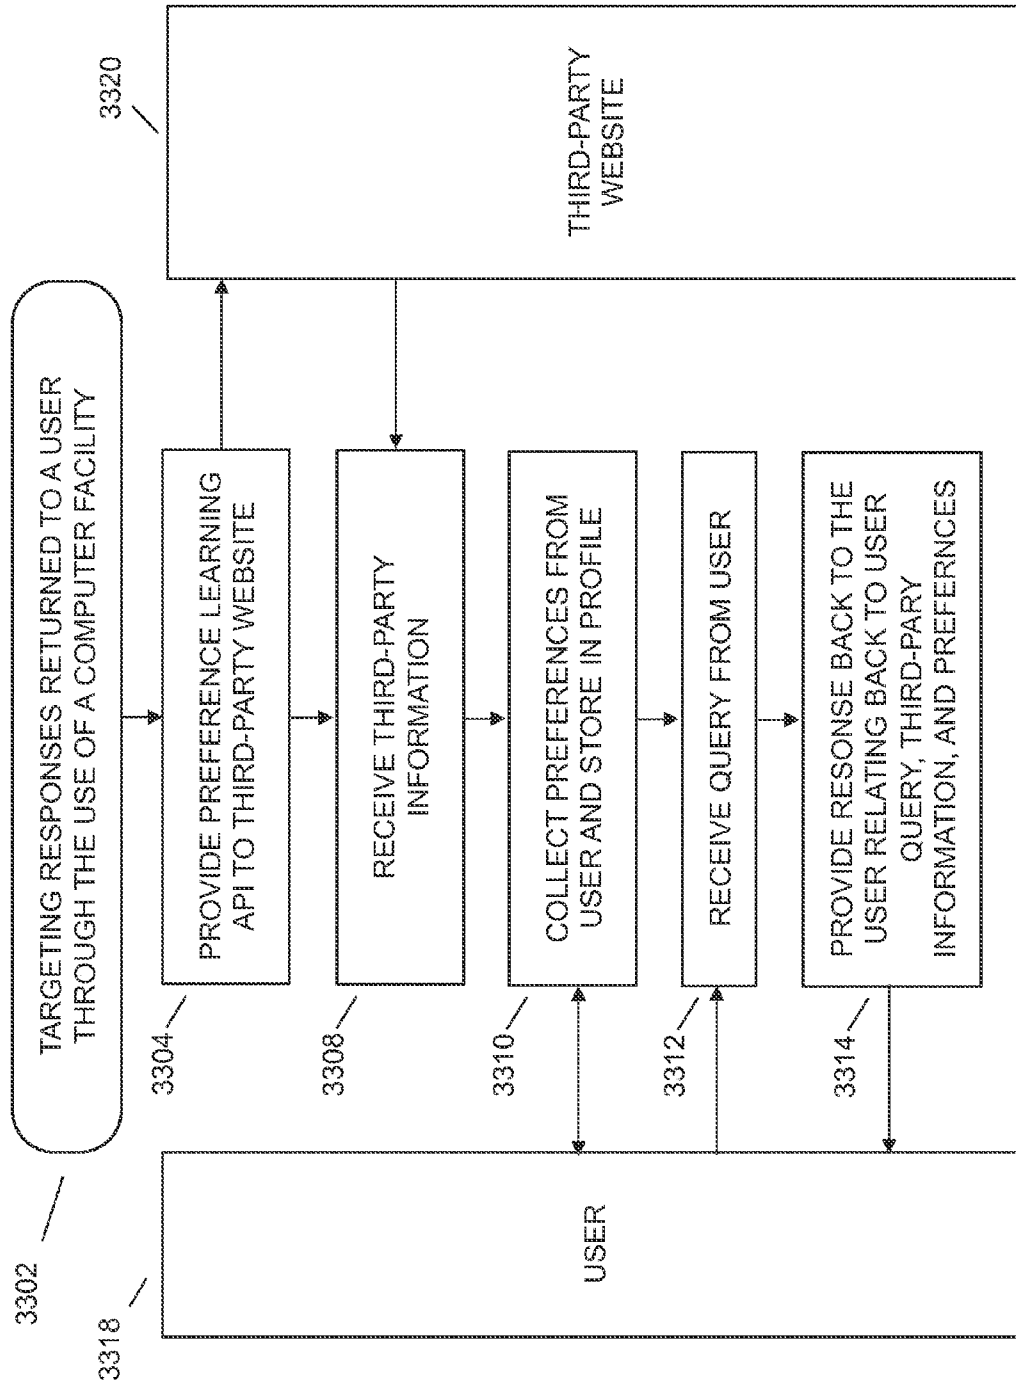 3302
TARGETING RESPONSES RETURNED TO A USER
THROUGH THE USE OF A COMPUTER FACILITY
3318
USER
3304
PROVIDE PREFERENCE LEARNING
API TO THIRD-PARTY WEBSITE
3308
RECEIVE THIRD-PARTY
INFORMATION
3310
COLLECT PREFERENCES FROM
USER AND STORE IN PROFILE
3312
RECEIVE QUERY FROM USER
3314
PROVIDE RESONSE BACK TO THE
USER RELATING BACK TO USER
QUERY, THIRD-PARY
INFORMATION, AND PREFERNCES
3320
THIRD-PARTY
WEBSITE